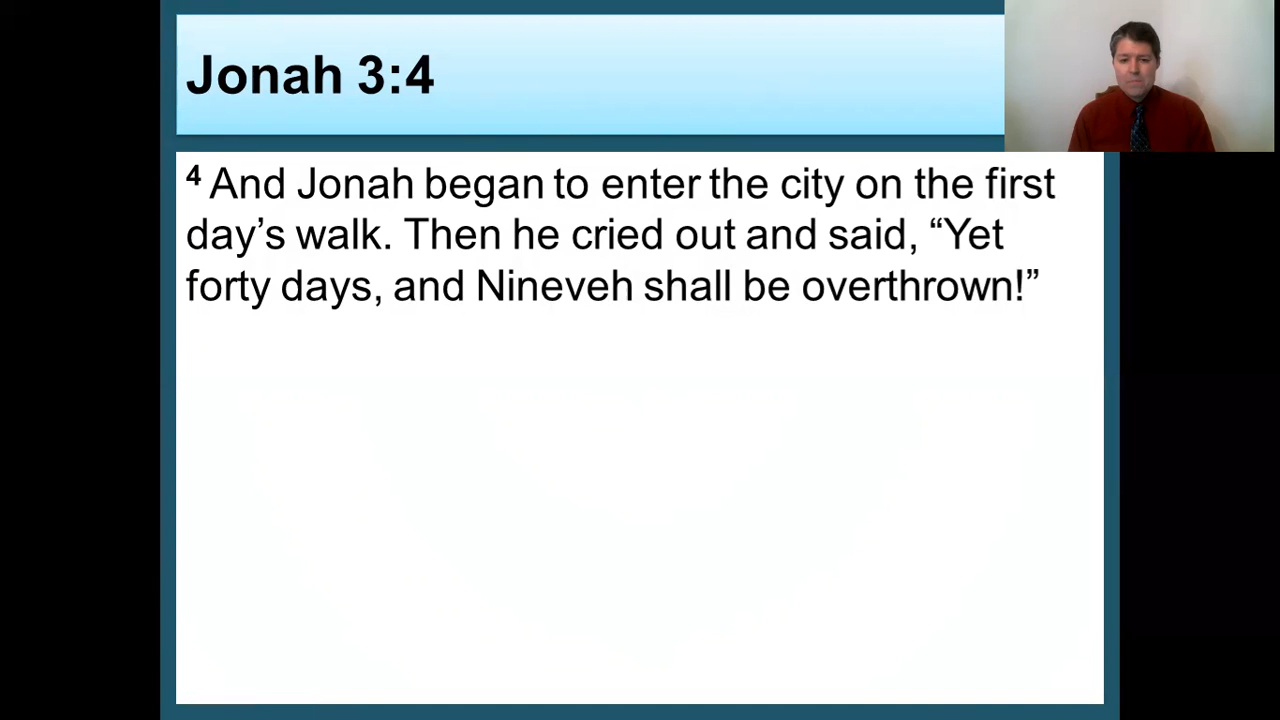 Jonah 3:4
4 And Jonah began to enter the city on the first
day’s walk. Then he cried out and said, “Yet
forty days, and Nineveh shall be overthrown!”